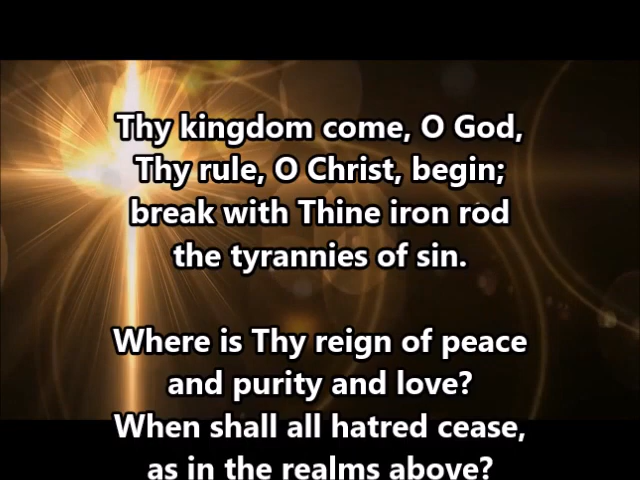 Thy kingdom come, O God,
Thy rule, O Christ, begin;
break with Thine iron rod
the tyrannies of sin.
Where is Thy reign of peace
and purity and love?
When shall all hatred cease,
as in the realms above?